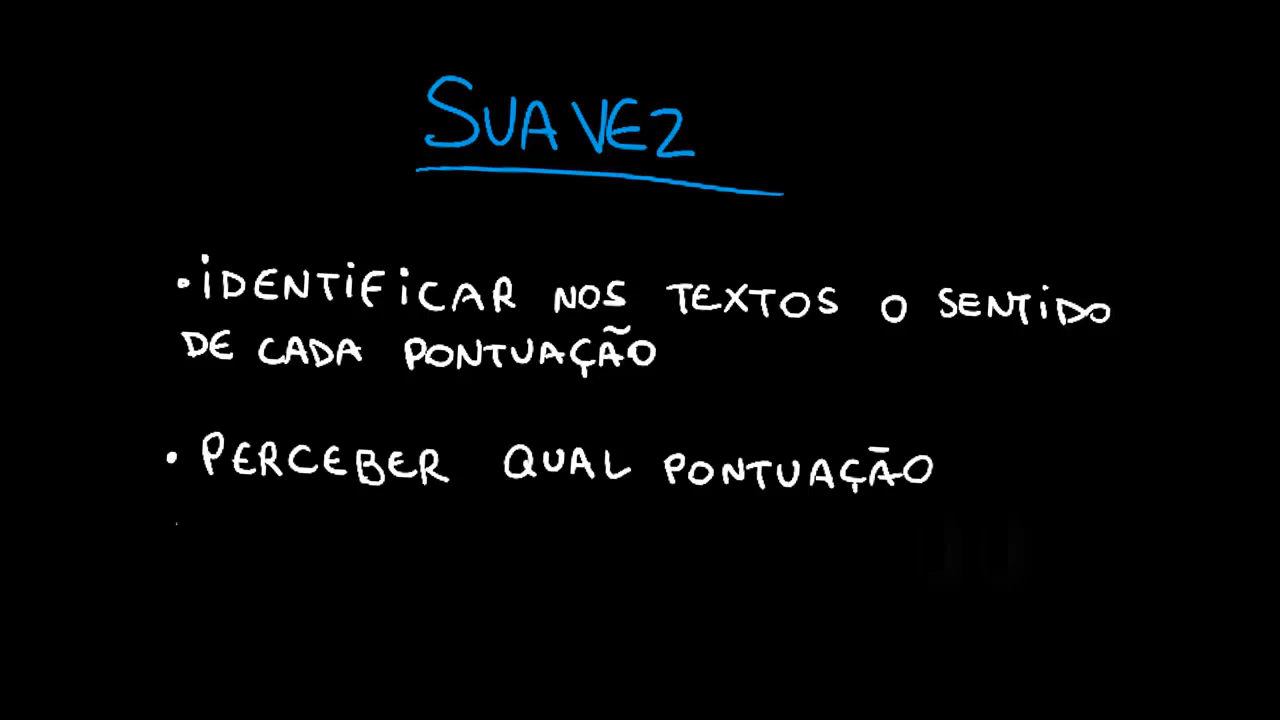 SUA VEZ
• IDENTIFICAR NOS TEXTOS O SENTIDO
DE CADA PONTUAÇÃO
• PERCEBER QUAL PONTUAÇÃO